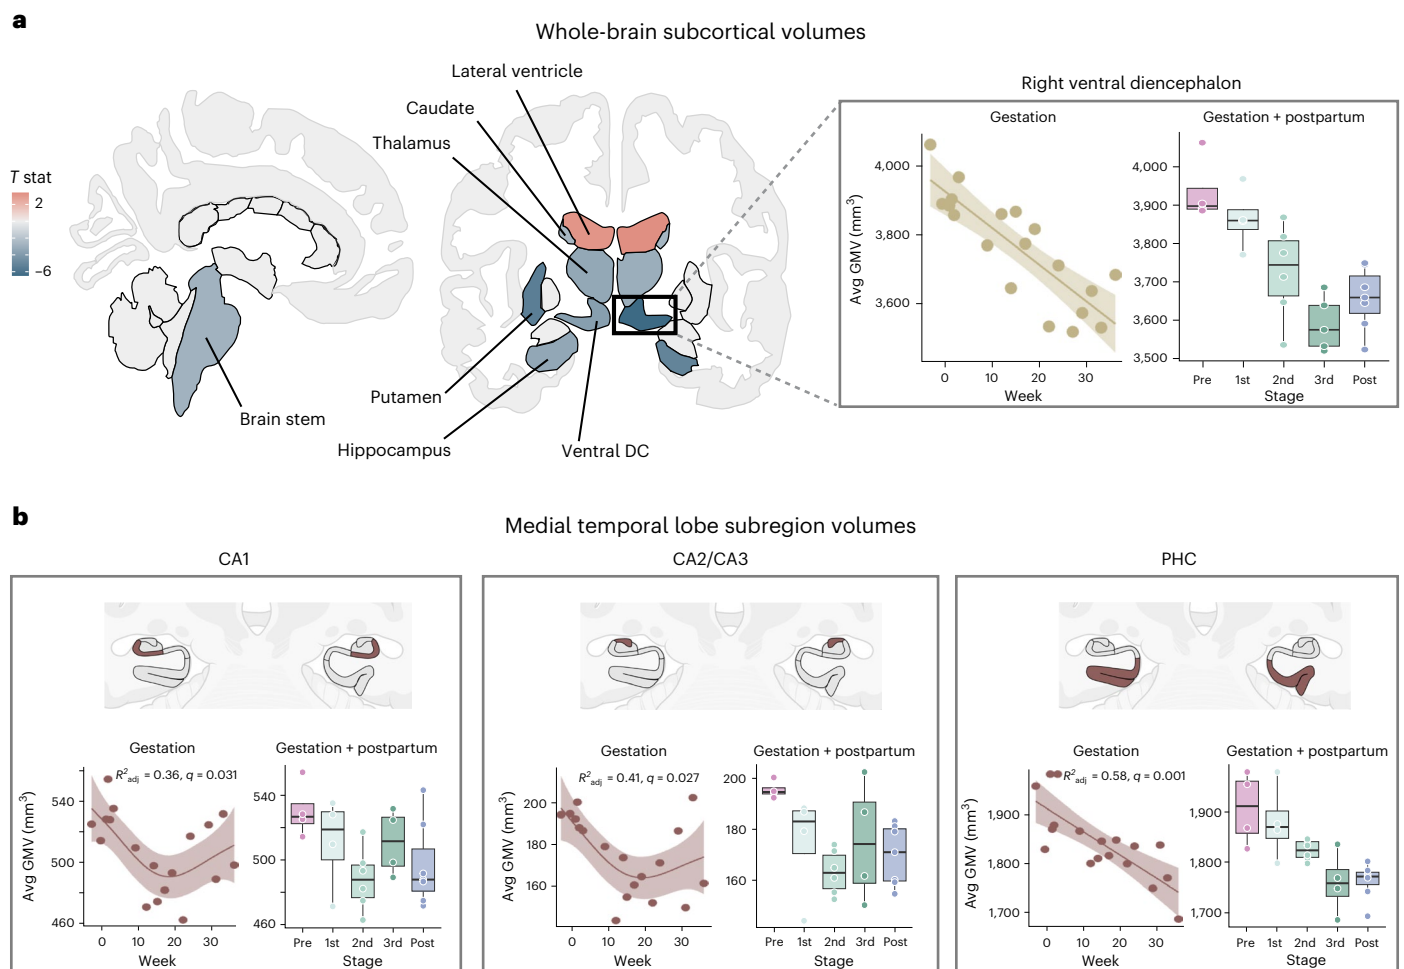 a
Whole-brain subcortical volumes
Lateral ventricle
Caudate
Thalamus
T stat
2
–6
Brain stem
Putamen
Hippocampus
Ventral DC
Right ventral diencephalon
Gestation
Avg GMV (mm3)
4,000
3,800
3,600
0 10 20 30
Week
Gestation + postpartum
4,000
3,900
3,800
3,700
3,600
3,500
Pre 1st 2nd 3rd Post
Stage
b
Medial temporal lobe subregion volumes
CA1
Gestation
R2adj = 0.36, q = 0.031
Avg GMV (mm3)
540
500
460
0 10 20 30
Week
Gestation + postpartum
540
500
460
Pre 1st 2nd 3rd Post
Stage
CA2/CA3
Gestation
R2adj = 0.41, q = 0.027
Avg GMV (mm3)
200
180
160
0 10 20 30
Week
Gestation + postpartum
200
180
160
Pre 1st 2nd 3rd Post
Stage
PHC
Gestation
R2adj = 0.58, q = 0.001
Avg GMV (mm3)
1,900
1,800
1,700
0 10 20 30
Week
Gestation + postpartum
1,900
1,800
1,700
Pre 1st 2nd 3rd Post
Stage